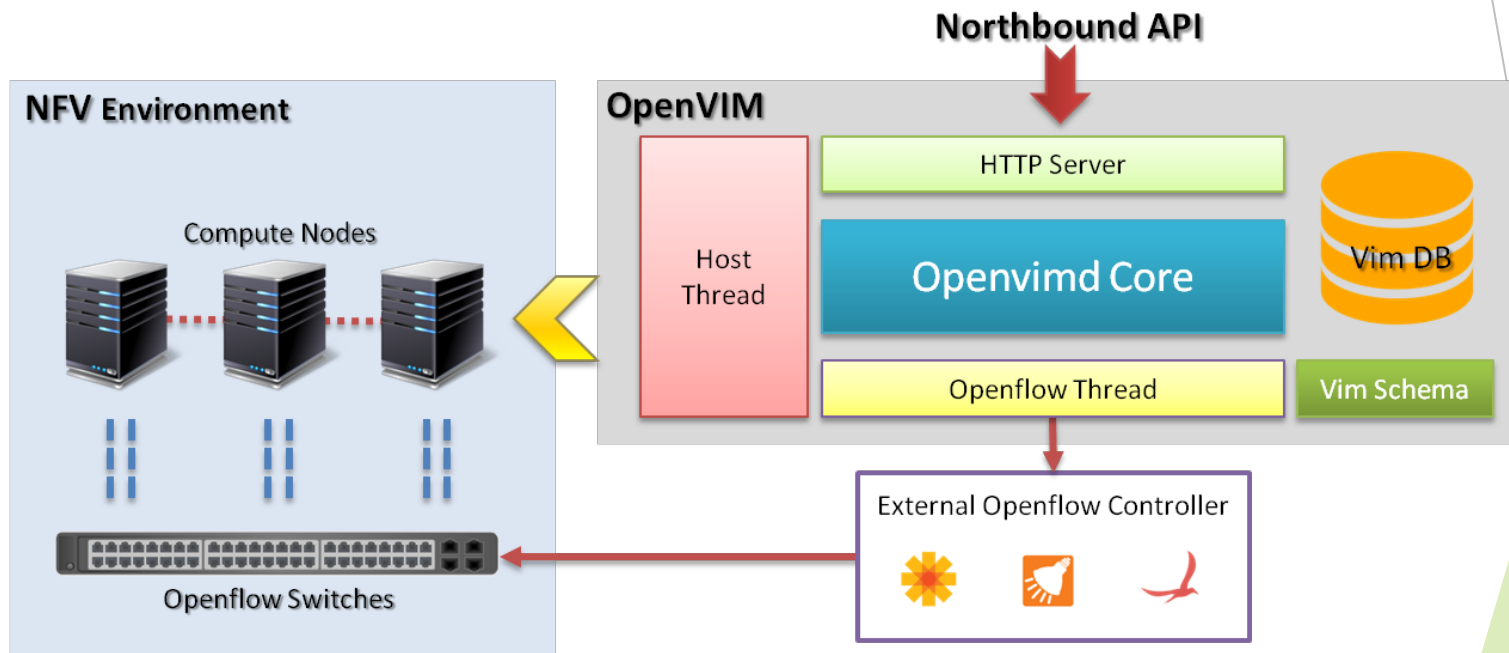 Northbound API
NFV Environment
OpenVIM
HTTP Server
Compute Nodes
Host
Thread
Openvimd Core
Vim DB
Openflow Thread
Vim Schema
External Openflow Controller
Openflow Switches